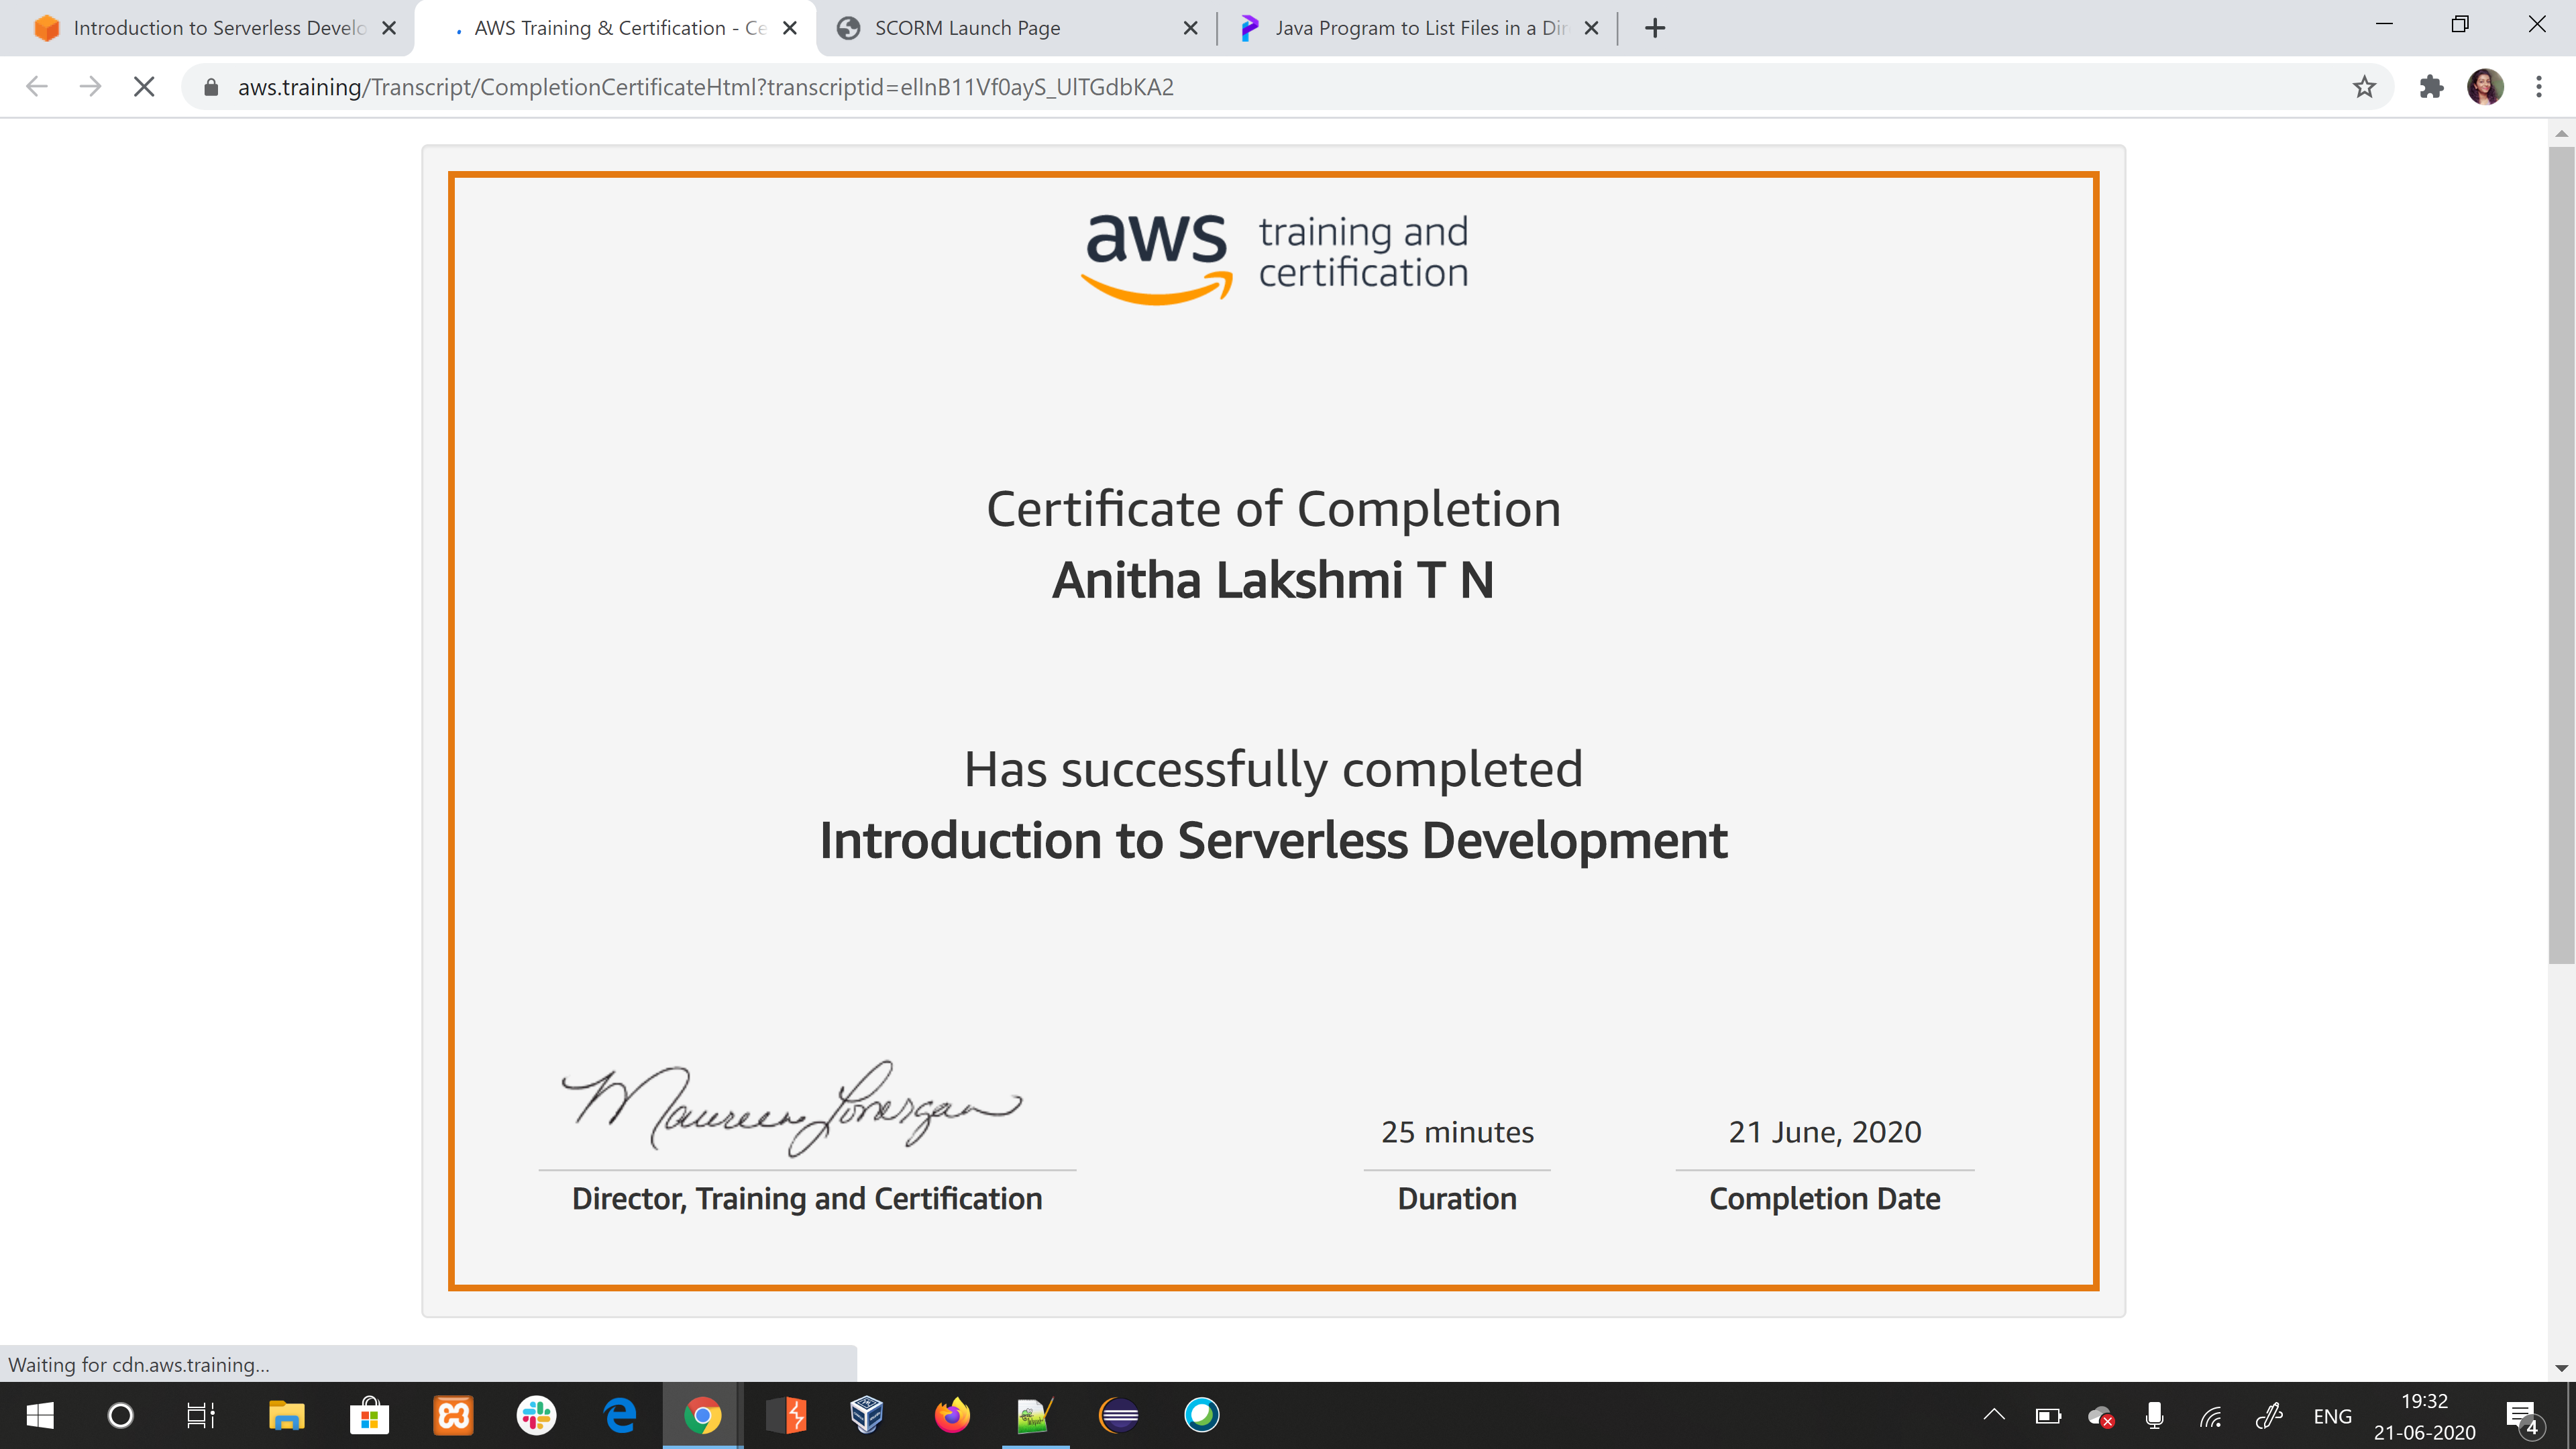 Introduction to Serverless Develo
AWS Training & Certification - Ce
SCORM Launch Page
Java Program to List Files in a Dir
aws.training/Transcript/CompletionCertificateHtml?transcriptid=ellnB11Vf0ayS_UlTGdbKA2
aws training and
certification
Certificate of Completion
Anitha Lakshmi T N
Has successfully completed
Introduction to Serverless Development
Maureen Lonergan
25 minutes
21 June, 2020
Director, Training and Certification
Duration
Completion Date
Waiting for cdn.aws.training...
ENG
19:32
21-06-2020
4